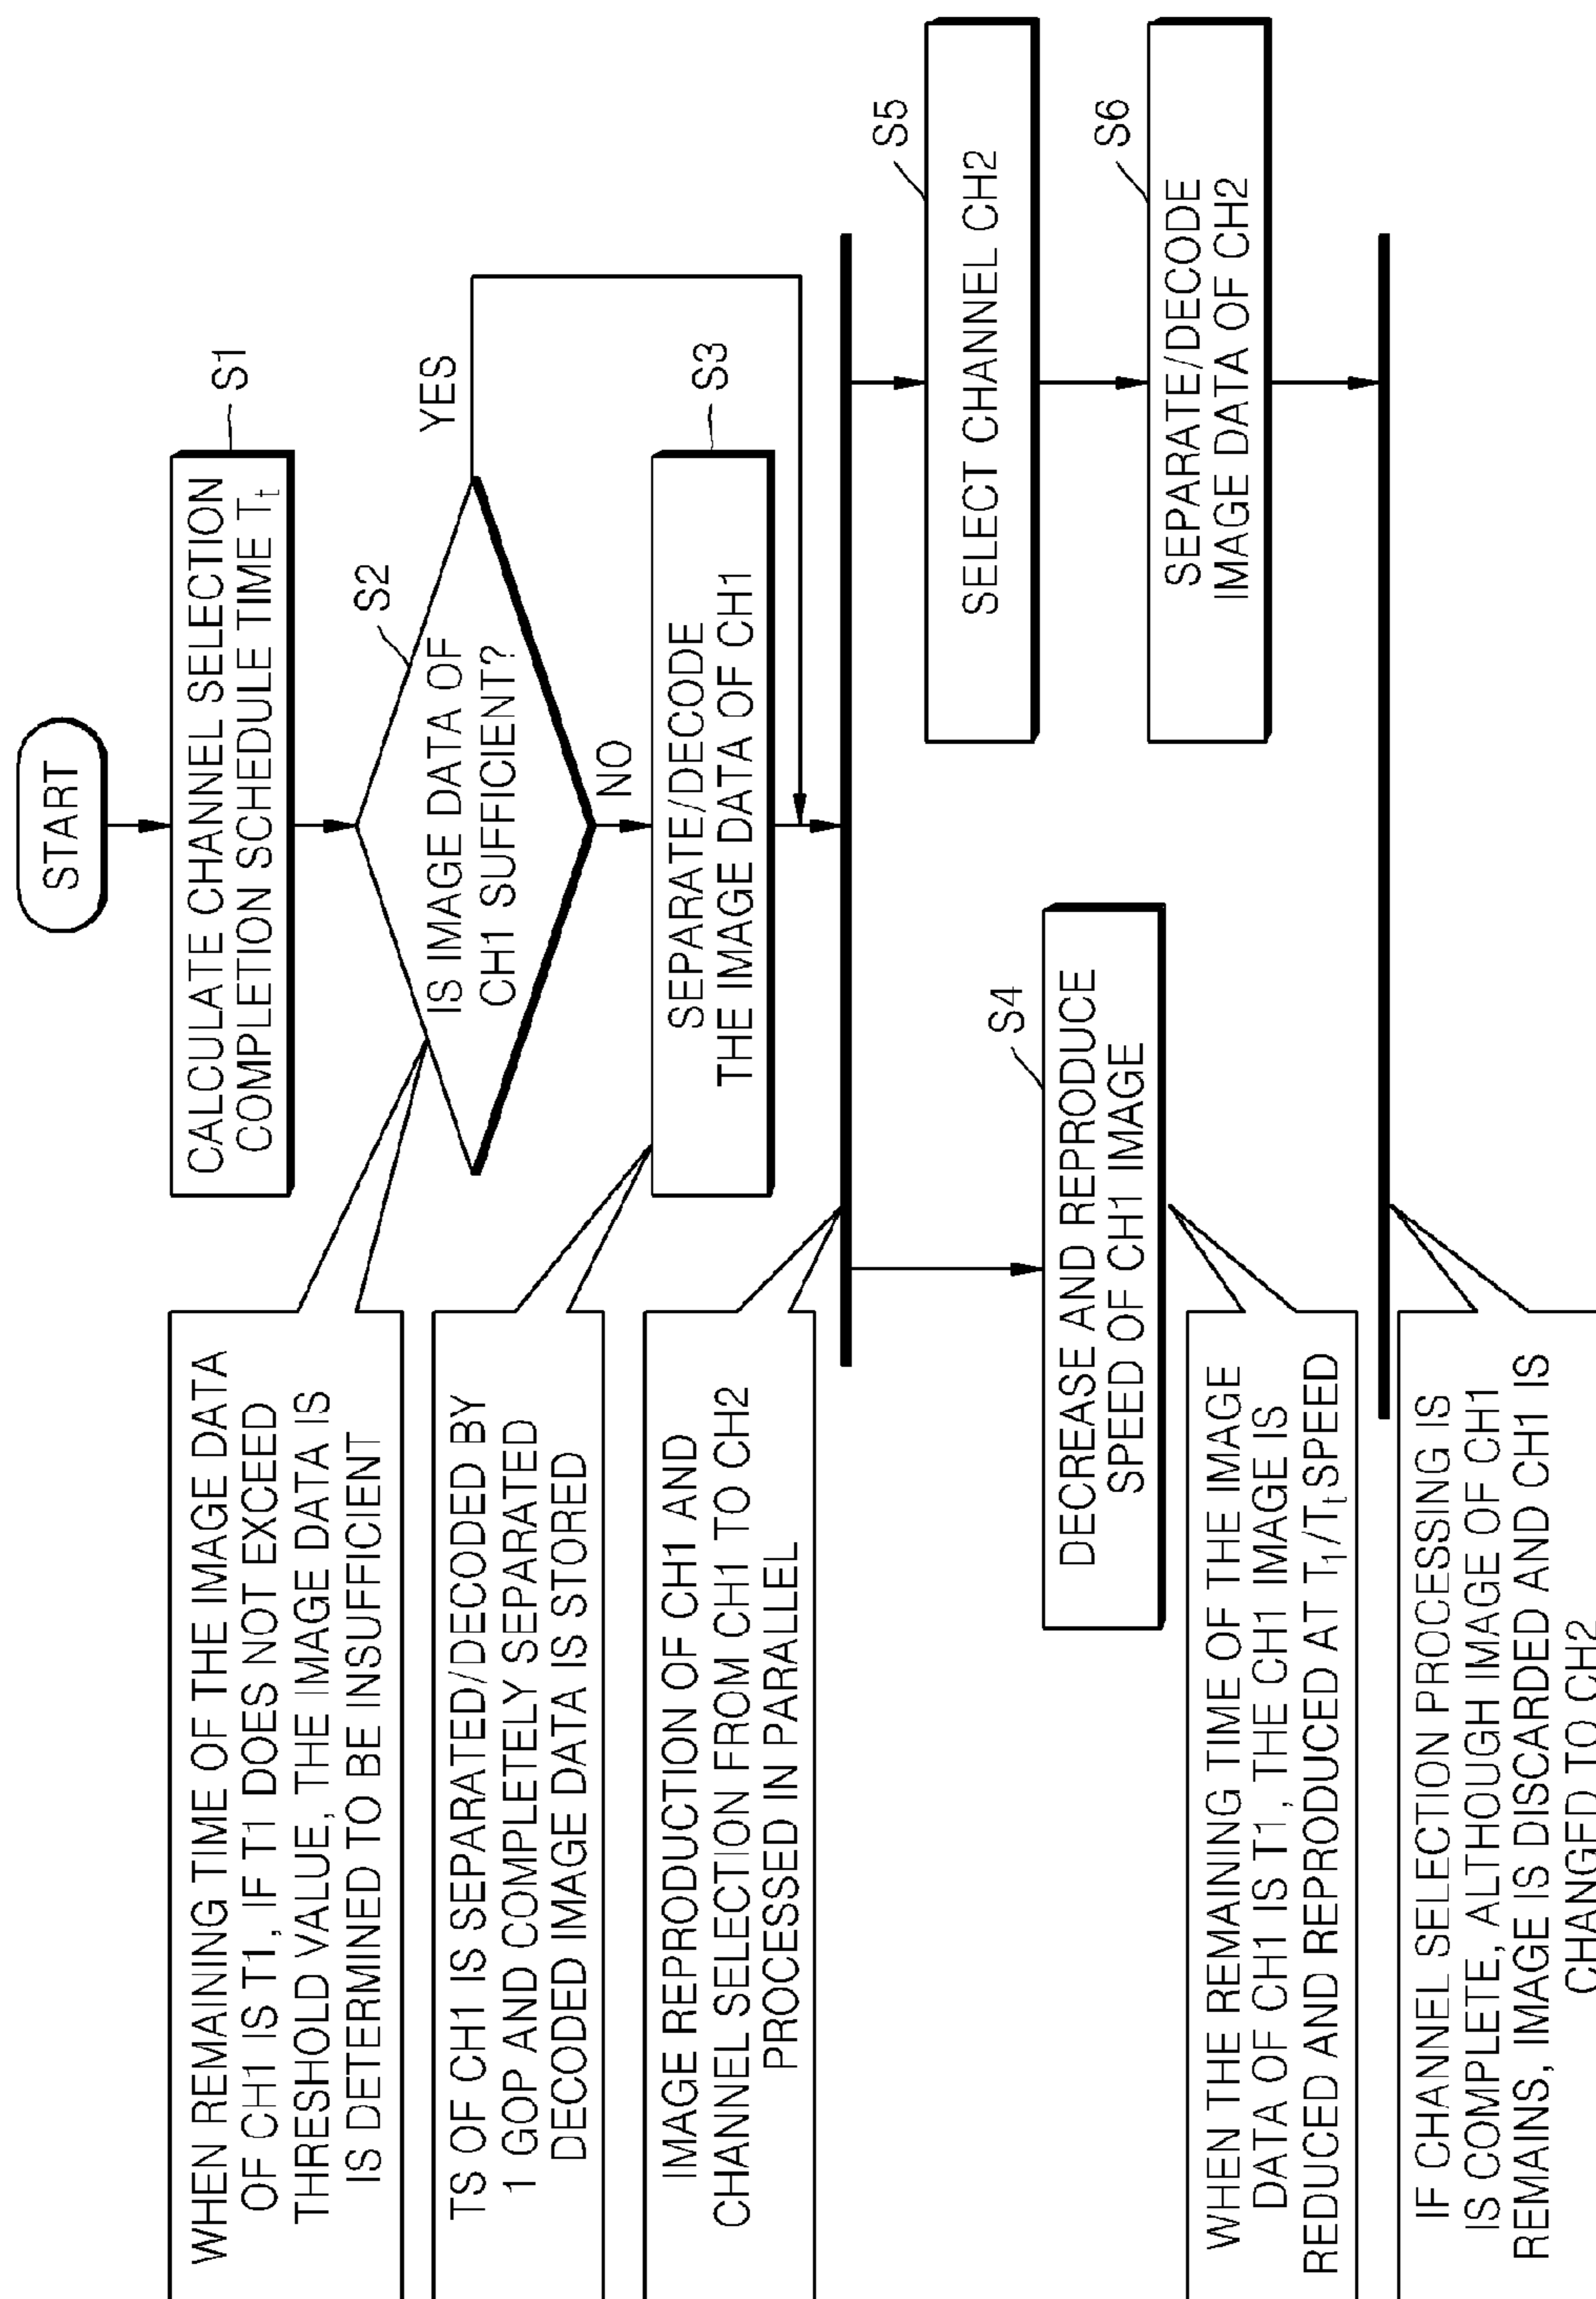 START
CALCULATE CHANNEL SELECTION
COMPLETION SCHEDULE TIME Tt
S1
WHEN REMAINING TIME OF THE IMAGE DATA
OF CH1 IS T1, IF T1 DOES NOT EXCEED
THRESHOLD VALUE, THE IMAGE DATA IS
IS DETERMINED TO BE INSUFFICIENT
S2
IS IMAGE DATA OF
CH1 SUFFICIENT?
YES
NO
TS OF CH1 IS SEPARATED/DECODED BY
1 GOP AND COMPLETELY SEPARATED
DECODED IMAGE DATA IS STORED
SEPARATE/DECODE
THE IMAGE DATA OF CH1
S3
IMAGE REPRODUCTION OF CH1 AND
CHANNEL SELECTION FROM CH1 TO CH2
PROCESSED IN PARALLEL
S4
DECREASE AND REPRODUCE
SPEED OF CH1 IMAGE
S5
SELECT CHANNEL CH2
S6
SEPARATE/DECODE
IMAGE DATA OF CH2
WHEN THE REMAINING TIME OF THE IMAGE
DATA OF CH1 IS T1, THE CH1 IMAGE IS
REDUCED AND REPRODUCED AT T1/Tt SPEED
IF CHANNEL SELECTION PROCESSING IS
IS COMPLETE, ALTHOUGH IMAGE OF CH1
REMAINS, IMAGE IS DISCARDED AND CH1 IS
CHANGED TO CH2